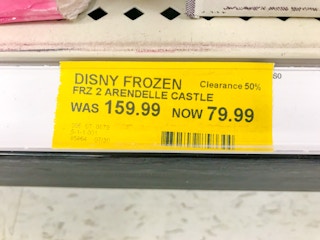 DISNY FROZEN Clearance 50%
FRZ 2 ARENDELLE CASTLE
WAS 159.99 NOW 79.99